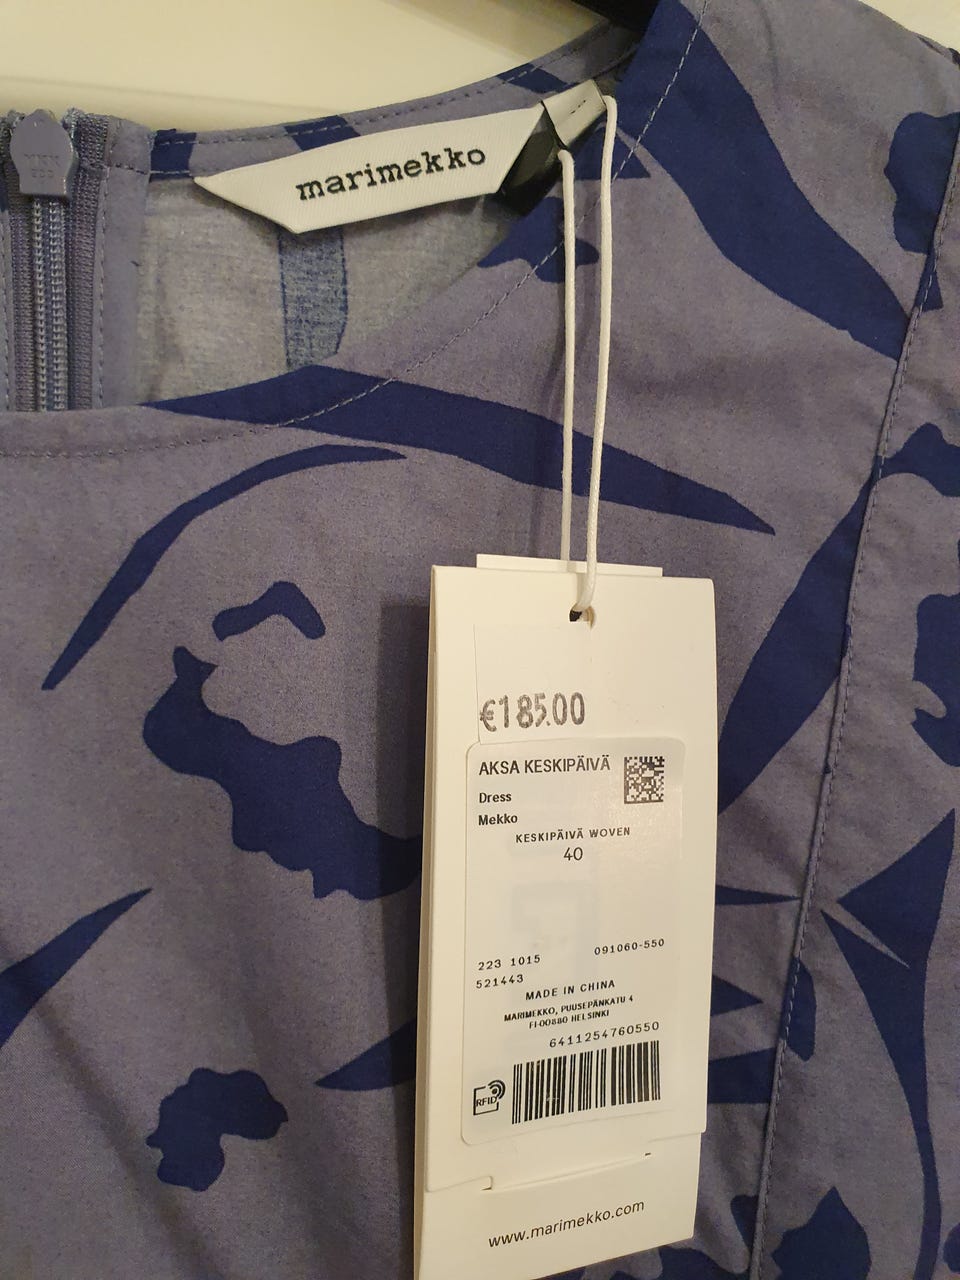 marimekko
€185.00
AKSA KESKIPÄIVÄ
Dress
Mekko
KESKIPÄIVÄ WOVEN
40
223 1015 091060-550
521443
MADE IN CHINA
MARIMEKKO, PUUSEPÄNKATU 4
FI-00880 HELSINKI
6411254760550
RFID
www.marimekko.com